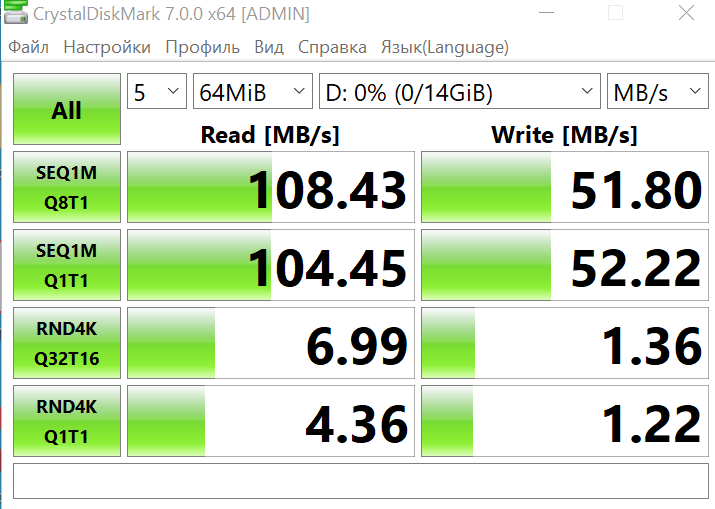 CrystalDiskMark 7.0.0 x64 [ADMIN]
Файл Настройки Профиль Вид Справка Язык(Language)
All 5 64MiB D: 0% (0/14GiB) MB/s
Read [MB/s] Write [MB/s]
SEQ1M
Q8T1
108.43 51.80
SEQ1M
Q1T1
104.45 52.22
RND4K
Q32T16
6.99 1.36
RND4K
Q1T1
4.36 1.22